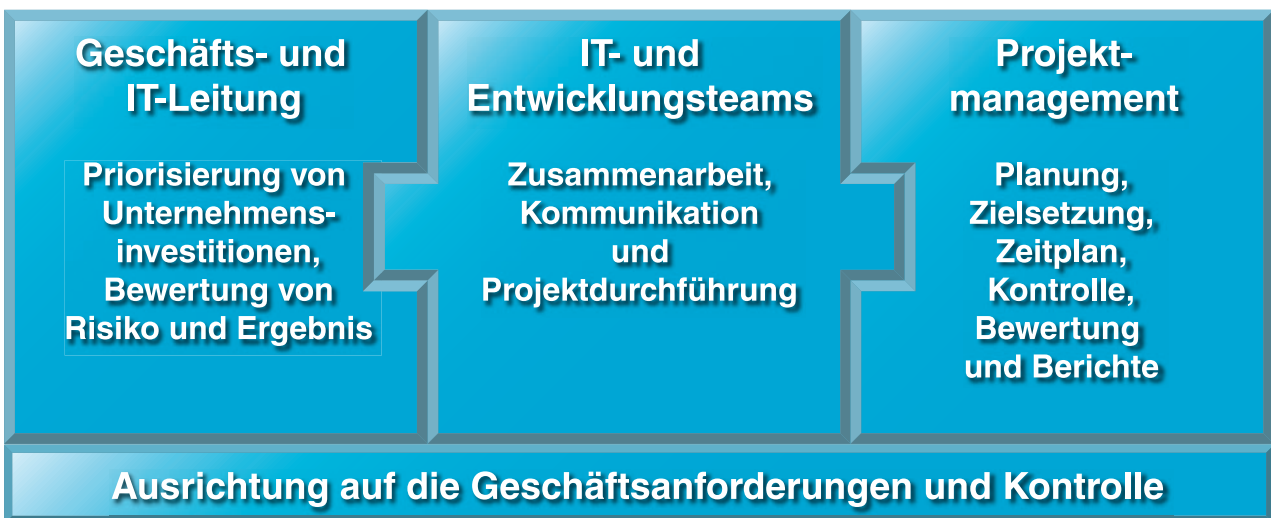 Geschäfts- und
IT-Leitung
Priorisierung von
Unternehmens-
investitionen,
Bewertung von
Risiko und Ergebnis
IT- und
Entwicklungsteams
Zusammenarbeit,
Kommunikation
und
Projektdurchführung
Projekt-
management
Planung,
Zielsetzung,
Zeitplan,
Kontrolle,
Bewertung
und Berichte
Ausrichtung auf die Geschäftsanforderungen und Kontrolle